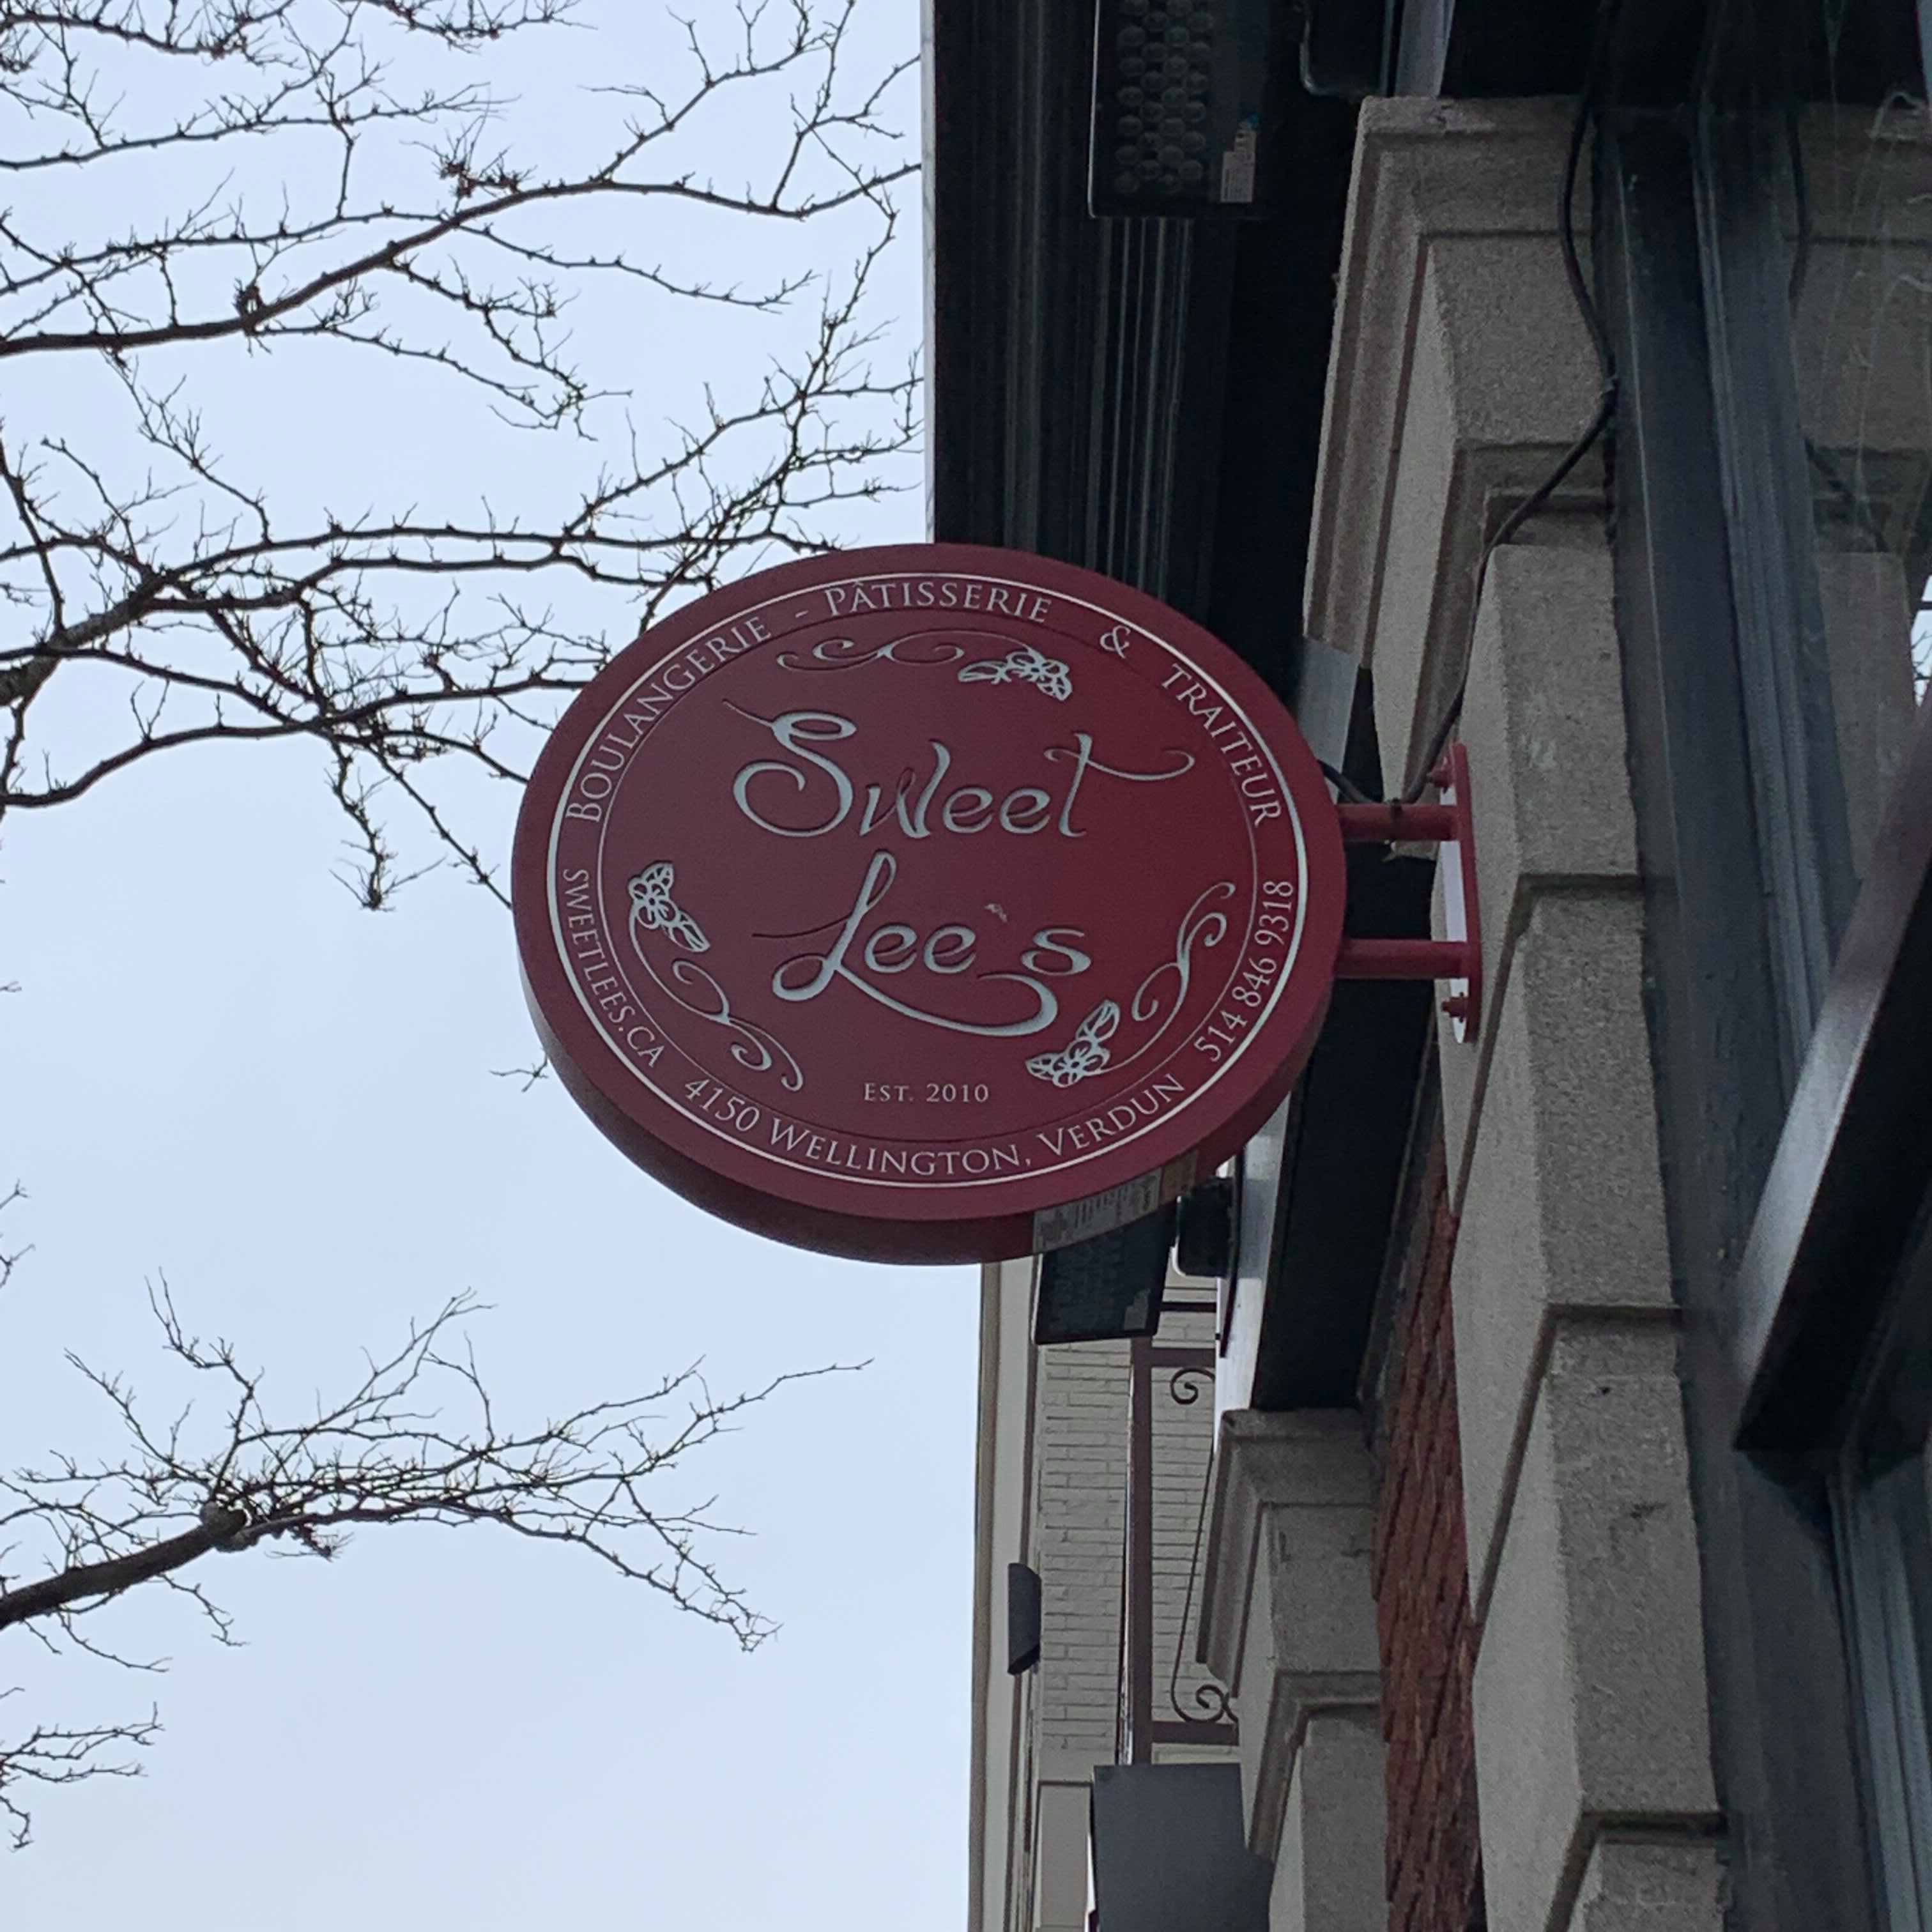 BOULANGERIE - PÂTISSERIE & TRAITEUR
Sweet
Lee's
EST. 2010
SWEETLEES.CA 4150 WELLINGTON, VERDUN 514 846 9318